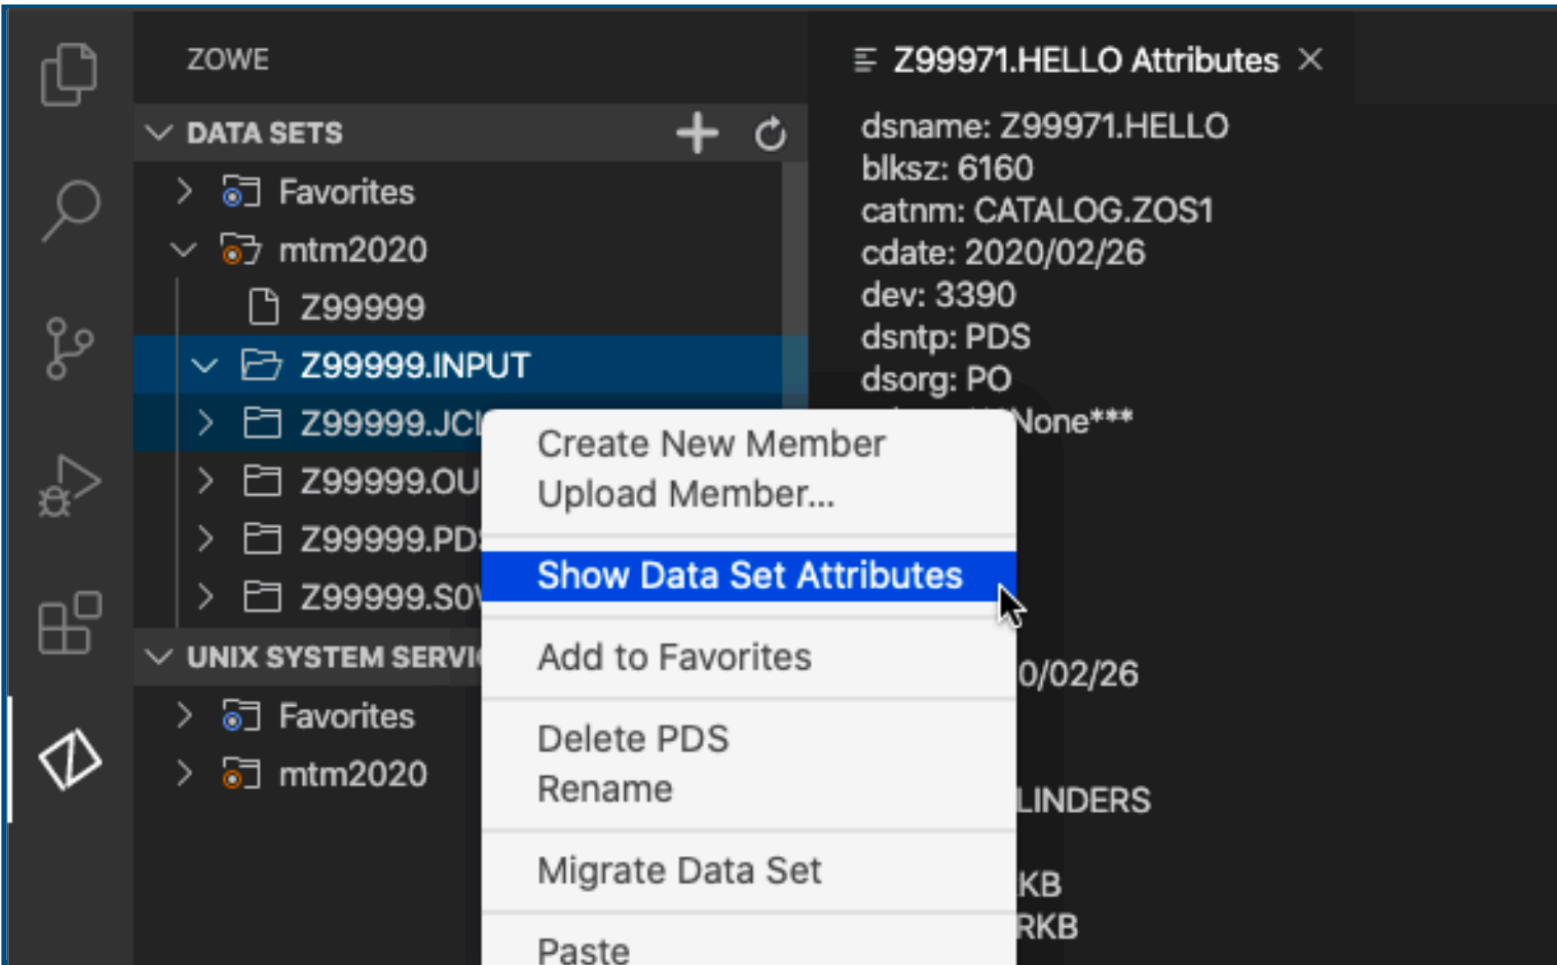 ZOWE
DATA SETS
Favorites
mtm2020
Z99999
Z99999.INPUT
Z99999.JCL
Z99999.OU
Z99999.PDS
Z99999.S0
UNIX SYSTEM SERVI
Favorites
mtm2020
Z99971.HELLO Attributes
dsname: Z99971.HELLO
blksz: 6160
catnm: CATALOG.ZOS1
cdate: 2020/02/26
dev: 3390
dsntp: PDS
dsorg: PO
None***
0/02/26
LINDERS
KB
RKB
Create New Member
Upload Member...
Show Data Set Attributes
Add to Favorites
Delete PDS
Rename
Migrate Data Set
Paste